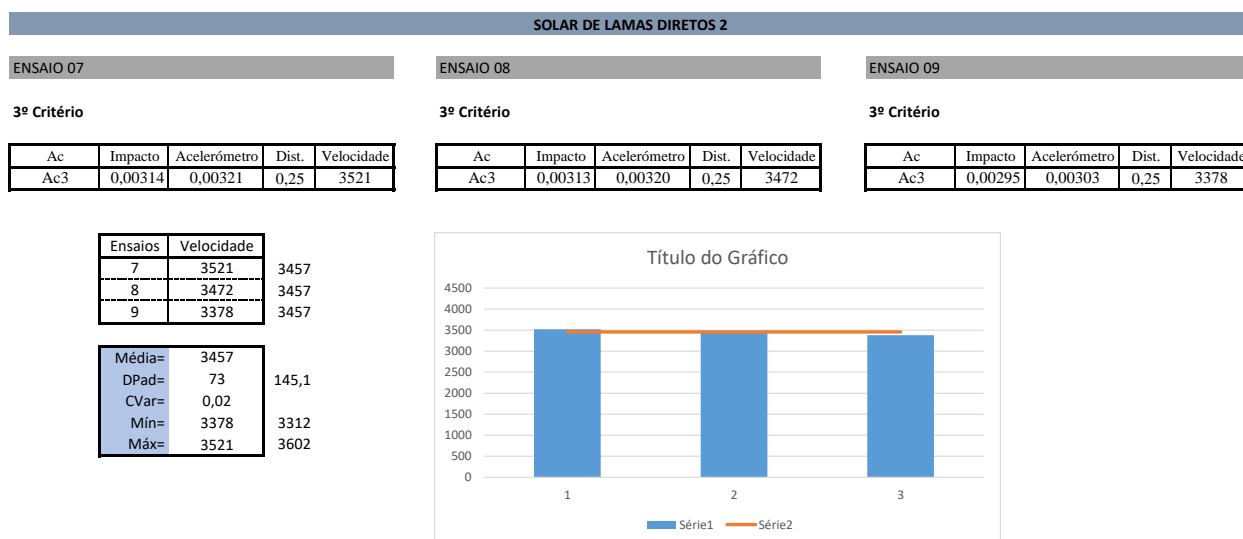 SOLAR DE LAMAS DIRETOS 2
ENSAIO 07
3º Critério
Ac Impacto Acelerómetro Dist. Velocidade
Ac3 0,00314 0,00321 0,25 3521
ENSAIO 08
3º Critério
Ac Impacto Acelerómetro Dist. Velocidade
Ac3 0,00313 0,00320 0,25 3472
ENSAIO 09
3º Critério
Ac Impacto Acelerómetro Dist. Velocidade
Ac3 0,00295 0,00303 0,25 3378
Ensaios Velocidade
7 3521 3457
8 3472 3457
9 3378 3457
Média= 3457
DPad= 73 145,1
CVar= 0,02
Mín= 3378 3312
Máx= 3521 3602
Título do Gráfico
4500
4000
3500
3000
2500
2000
1500
1000
500
0
1 2 3
Série1 Série2